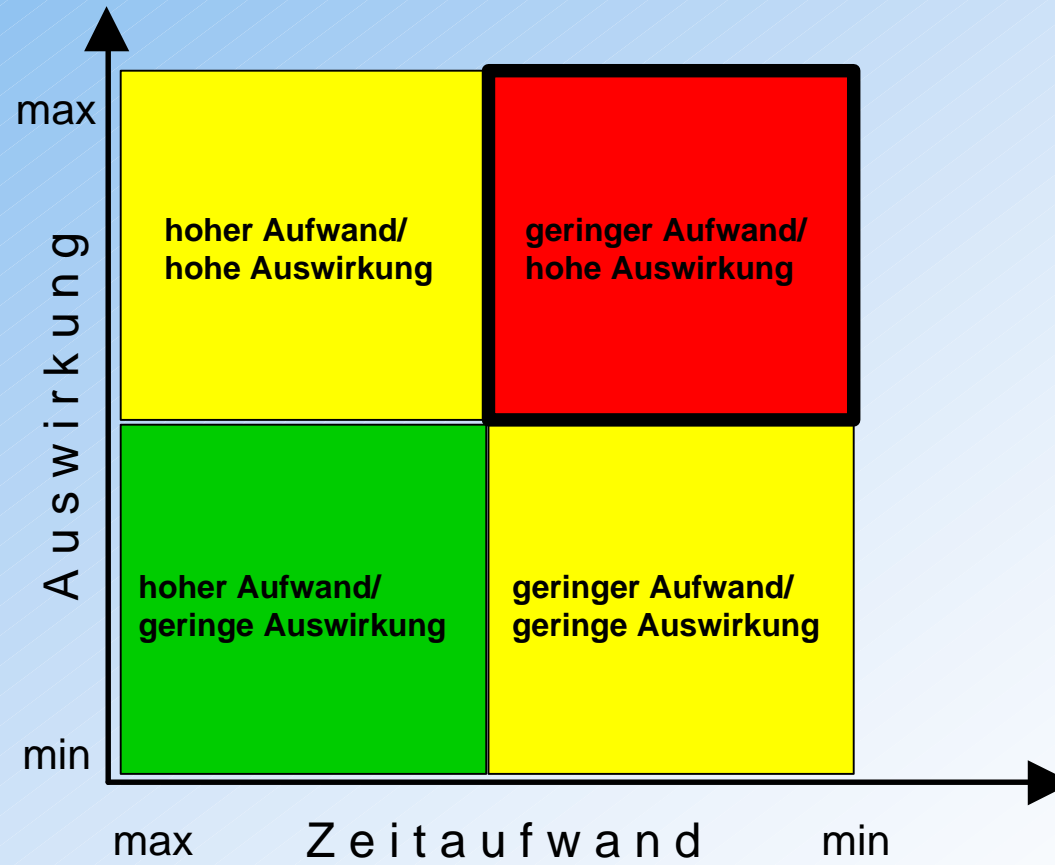 max
hoher Aufwand/
hohe Auswirkung
geringer Aufwand/
hohe Auswirkung
Auswirkung
hoher Aufwand/
geringe Auswirkung
geringer Aufwand/
geringe Auswirkung
min
max Zeitaufwand min